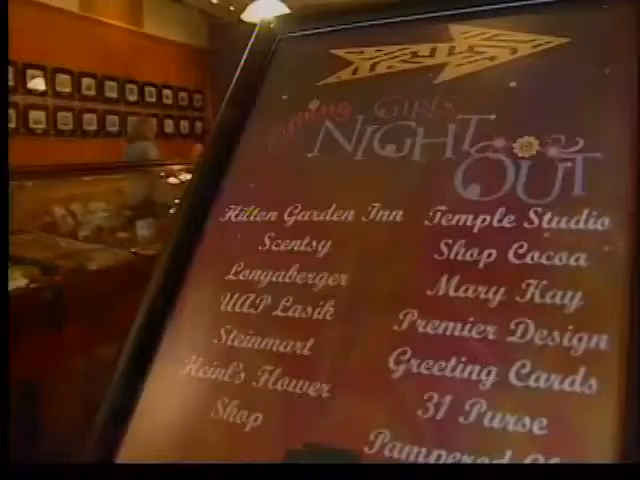 GIRLS
NIGHT
OUT
Hilton Garden Inn
Scentsy
Longaberger
UAP Lasik
Steinmart
Heinl's Flower
Shop
Temple Studio
Shop Cocoa
Mary Kay
Premier Design
Greeting Cards
31 Purse
Pampered